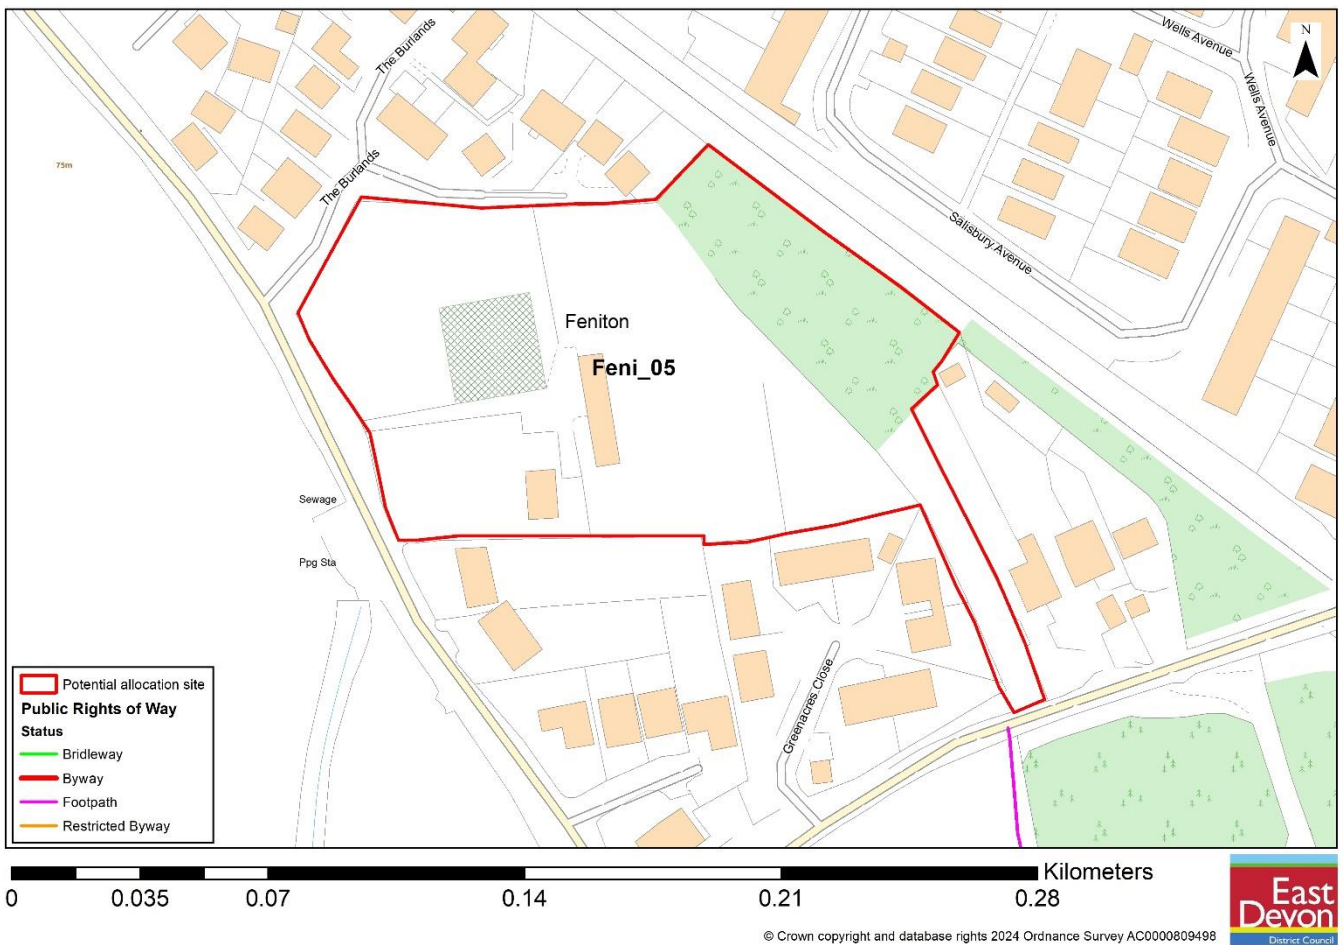 The Burlands
Wells Avenue
N
Wells Avenue
75m
The Burlands
Salisbury Avenue
Feniton
Feni_05
Sewage
Ppg Sta
Greenacres Close
Potential allocation site
Public Rights of Way
Status
Bridleway
Byway
Footpath
Restricted Byway
Kilometers
0 0.035 0.07 0.14 0.21 0.28
East
Devon
District Council
© Crown copyright and database rights 2024 Ordnance Survey AC0000809498